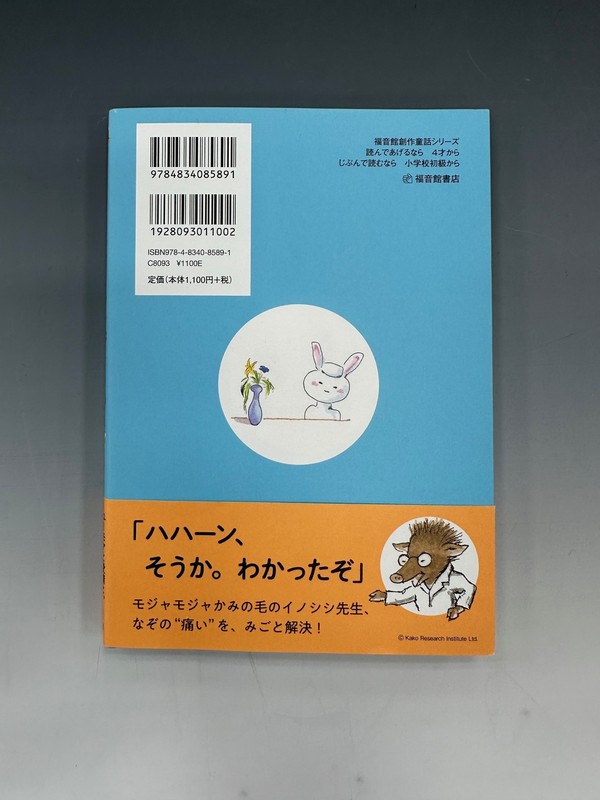 9784834085891
1928093011002
ISBN978-4-8340-8589-1
C8093 ¥1100E
定価(本体1,100円+税)
福音館創作童話シリーズ
読んであげるなら 4才から
じぶんで読むなら 小学校初級から
福音館書店
「ハハーン、
そうか。わかったぞ」
モジャモジャかみの毛のイノシシ先生、
なぞの“痛い”を、みごと解決!
© Kako Research Institute Ltd.